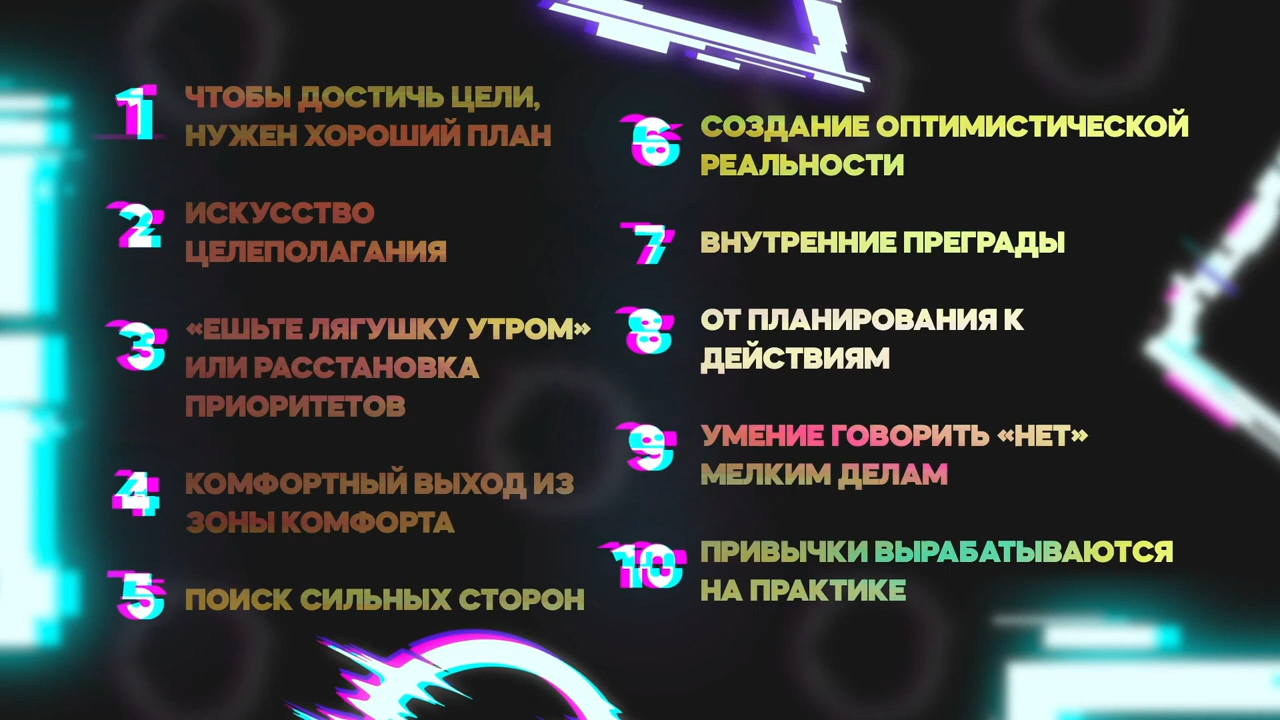 1 ЧТОБЫ ДОСТИЧЬ ЦЕЛИ,
НУЖЕН ХОРОШИЙ ПЛАН
2 ИСКУССТВО
ЦЕЛЕПОЛАГАНИЯ
3 «ЕШЬТЕ ЛЯГУШКУ УТРОМ»
ИЛИ РАССТАНОВКА
ПРИОРИТЕТОВ
4 КОМФОРТНЫЙ ВЫХОД ИЗ
ЗОНЫ КОМФОРТА
5 ПОИСК СИЛЬНЫХ СТОРОН
6 СОЗДАНИЕ ОПТИМИСТИЧЕСКОЙ
РЕАЛЬНОСТИ
7 ВНУТРЕННИЕ ПРЕГРАДЫ
8 ОТ ПЛАНИРОВАНИЯ К
ДЕЙСТВИЯМ
9 УМЕНИЕ ГОВОРИТЬ «НЕТ»
МЕЛКИМ ДЕЛАМ
10 ПРИВЫЧКИ ВЫРАБАТЫВАЮТСЯ
НА ПРАКТИКЕ